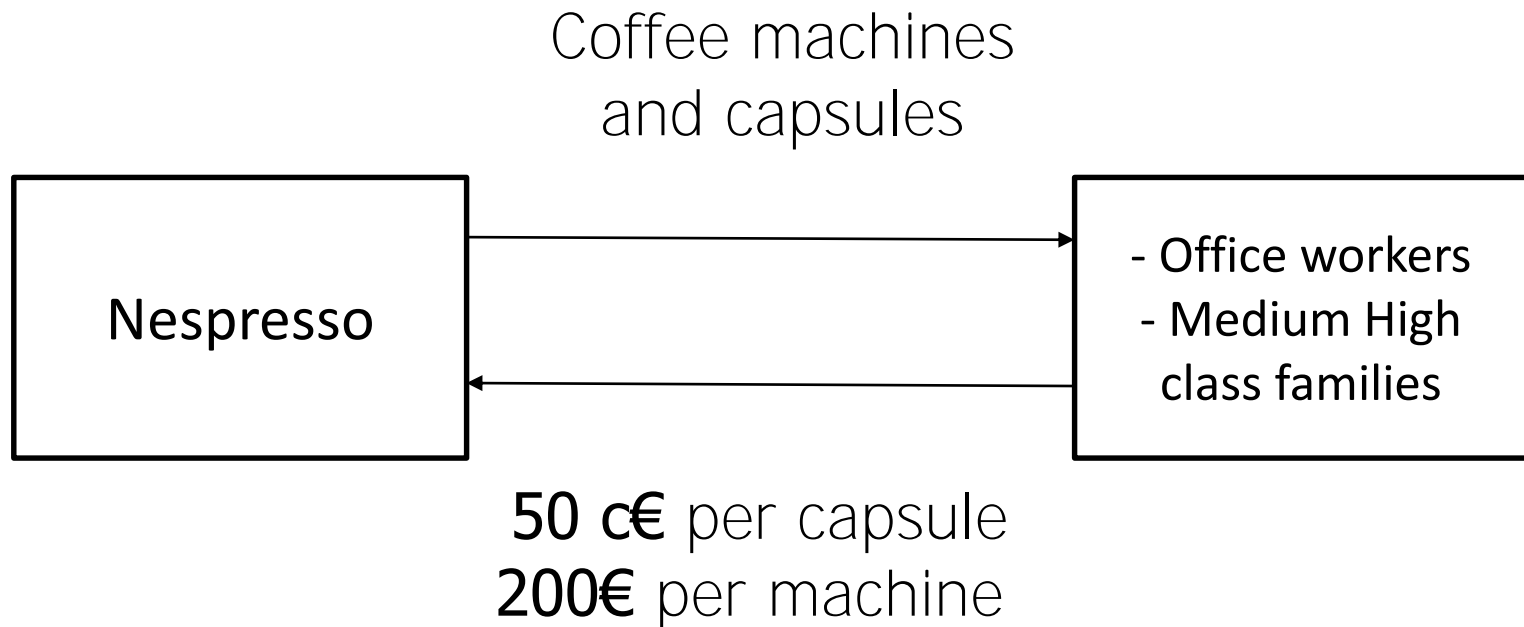 Coffee machines
and capsules
Nespresso
- Office workers
- Medium High
class families
50 c€ per capsule
200€ per machine